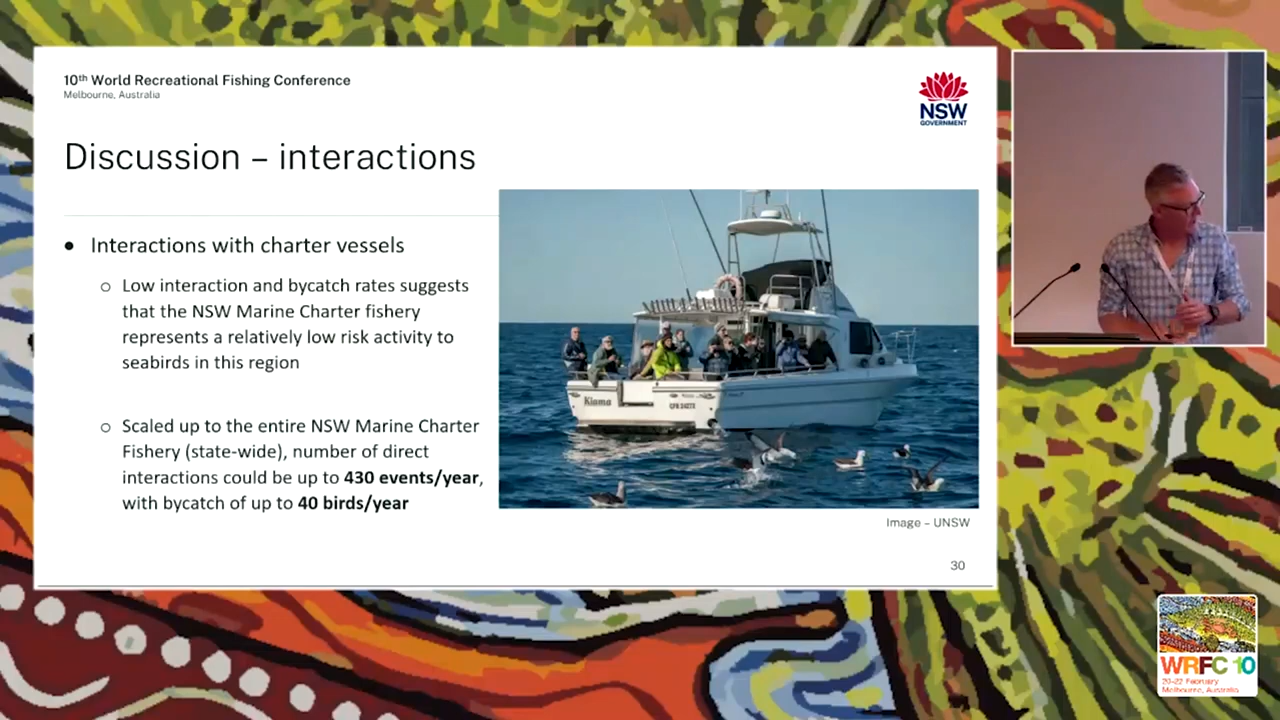 10th World Recreational Fishing Conference
Melbourne, Australia
NSW
GOVERNMENT
Discussion – interactions
● Interactions with charter vessels
○ Low interaction and bycatch rates suggests
that the NSW Marine Charter fishery
represents a relatively low risk activity to
seabirds in this region
○ Scaled up to the entire NSW Marine Charter
Fishery (state-wide), number of direct
interactions could be up to 430 events/year,
with bycatch of up to 40 birds/year
Kiama
Image – UNSW
30
WRFC 10
20-22 February
Melbourne, Australia